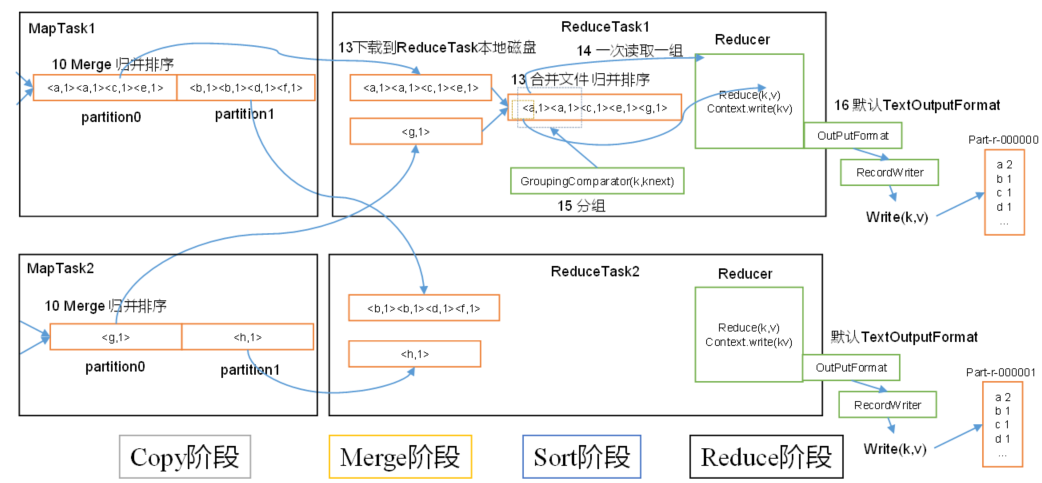 MapTask1
10 Merge 归并排序
<a,1><a,1><c,1><e,1>
<b,1><b,1><d,1><f,1>
partition0
partition1
ReduceTask1
13下载到ReduceTask本地磁盘
14 一次读取一组
Reducer
<a,1><a,1><c,1><e,1>
13 合并文件 归并排序
<a,1><a,1><c,1><e,1><g,1>
<g,1>
Reduce(k,v)
Context.write(kv)
GroupingComparator(k,knext)
15 分组
16 默认TextOutputFormat
OutPutFormat
RecordWriter
Write(k,v)
Part-r-000000
a 2
b 1
c 1
d 1
...
MapTask2
10 Merge 归并排序
<g,1>
<h,1>
partition0
partition1
ReduceTask2
Reducer
<b,1><b,1><d,1><f,1>
<h,1>
Reduce(k,v)
Context.write(kv)
默认TextOutputFormat
OutPutFormat
RecordWriter
Write(k,v)
Part-r-000001
a 2
b 1
c 1
d 1
...
Copy阶段
Merge阶段
Sort阶段
Reduce阶段